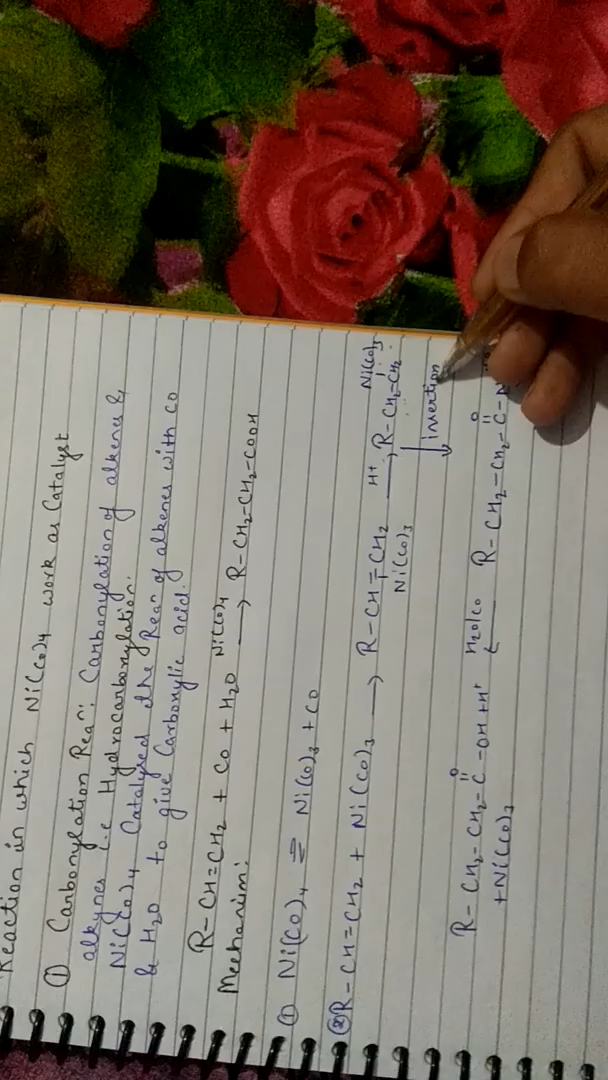 Reaction in which Ni(CO)4 work as Catalyst
① Carbonylation Rean: Carbonylation of alkenes &
alkynes i.e Hydrocarbonylation.
Ni(CO)4 Catalysed the Rean of alkenes with CO
& H2O to give Carboxylic acid.
R-CH=CH2 + CO + H2O Ni(CO)4 → R-CH2-CH2-COOH
Mechanism:
① Ni(CO)4 ⇌ Ni(CO)3 + CO
② R-CH=CH2 + Ni(CO)3 → R-CH=CH2 H+ → R-CH2-CH2
Ni(CO)3 Ni(CO)3
↓ invertion
R-CH2-CH2-C-OH + H+ H2O/CO ← R-CH2-CH2-C-N
O O
+Ni(CO)3